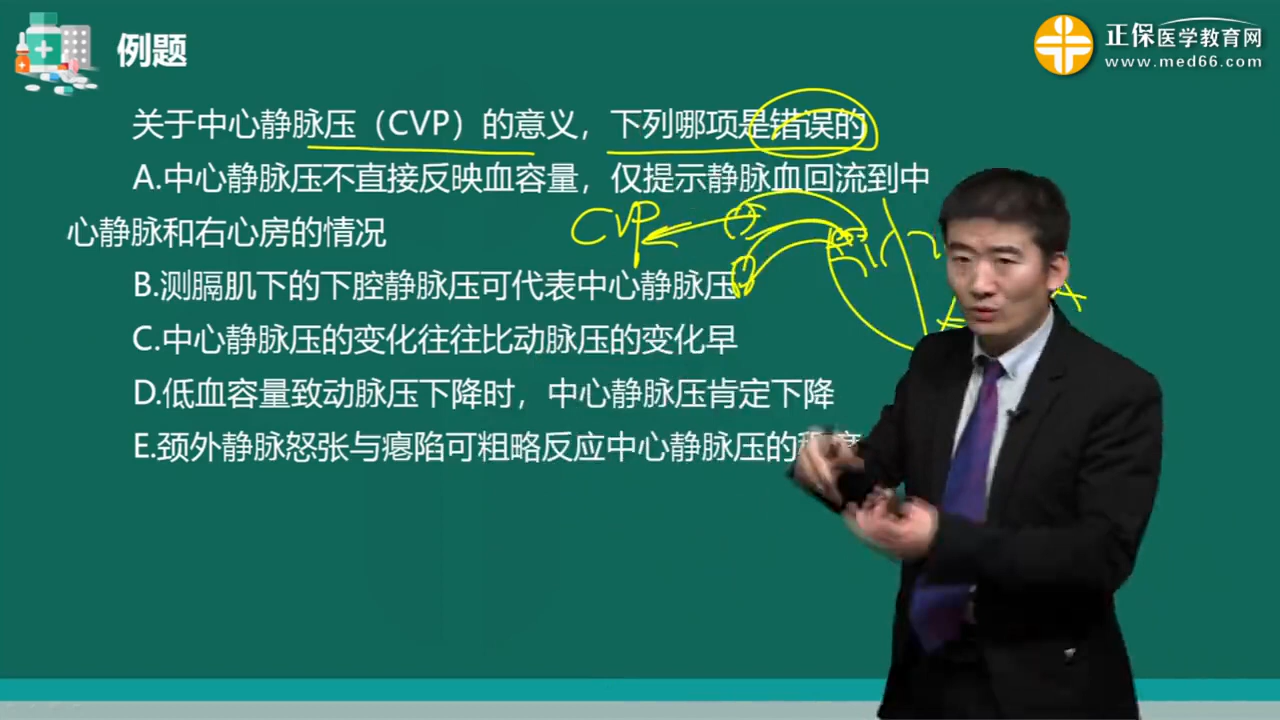 例题
正保医学教育网
www.med66.com
关于中心静脉压（CVP）的意义，下列哪项是错误的
A.中心静脉压不直接反映血容量，仅提示静脉血回流到中
心静脉和右心房的情况
CVP
B.测膈肌下的下腔静脉压可代表中心静脉压
C.中心静脉压的变化往往比动脉压的变化早
D.低血容量致动脉压下降时，中心静脉压肯定下降
E.颈外静脉怒张与瘪陷可粗略反应中心静脉压的